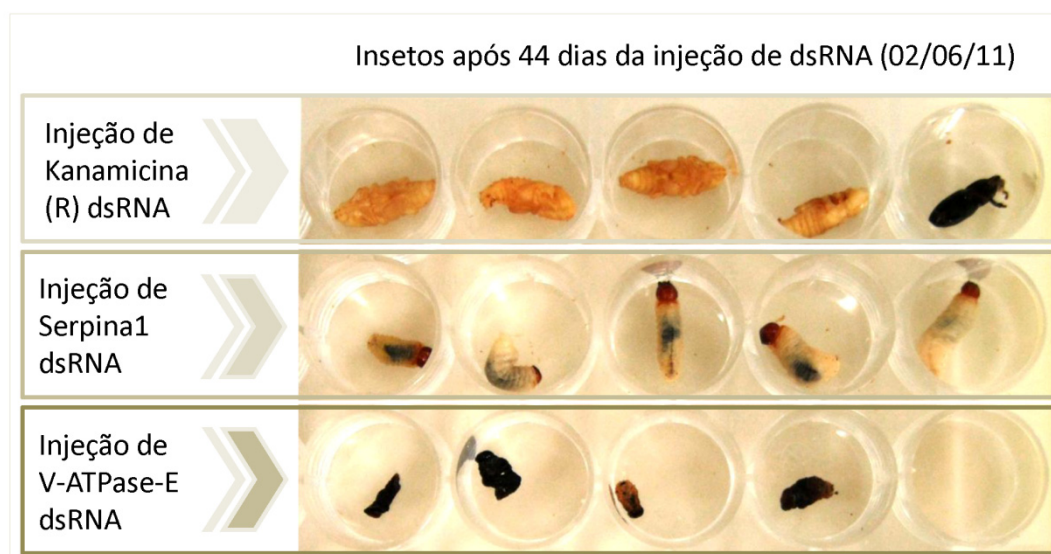 Insetos após 44 dias da injeção de dsRNA (02/06/11)
Injeção de
Kanamicina
(R) dsRNA
Injeção de
Serpina1
dsRNA
Injeção de
V-ATPase-E
dsRNA